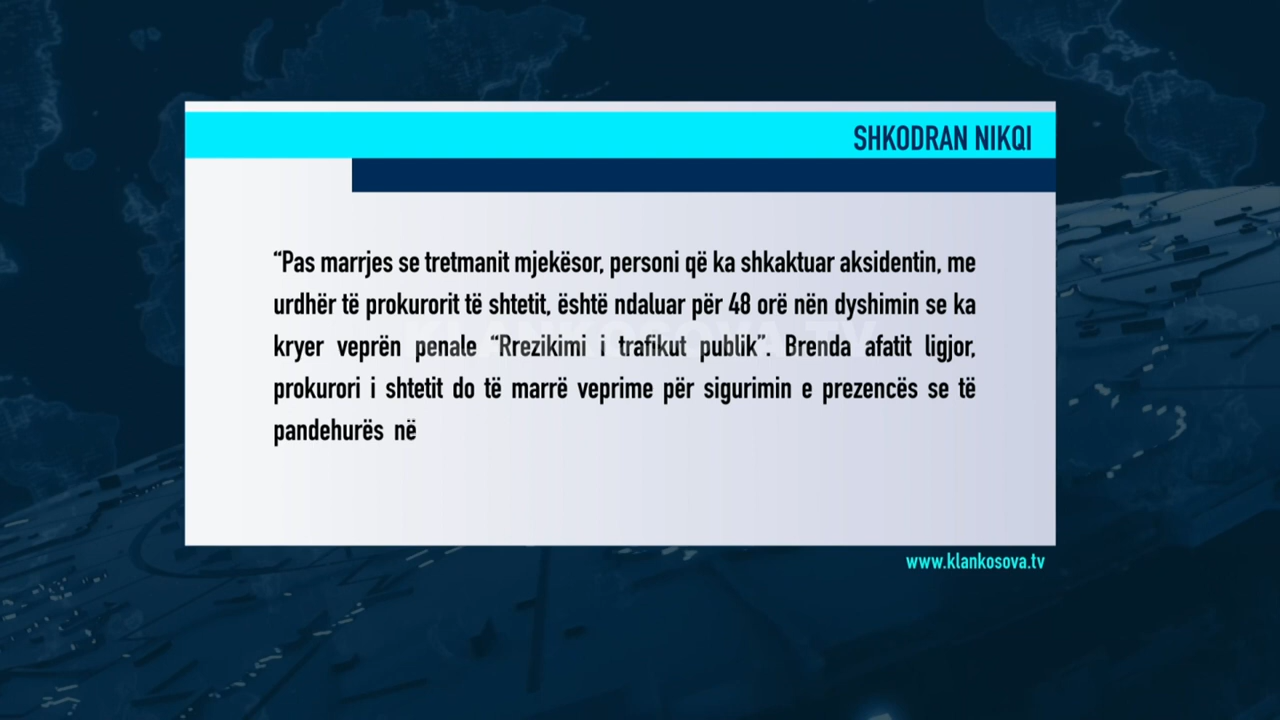 SHKODRAN NIKQI
“Pas marrjes se tretmanit mjekësor, personi që ka shkaktuar aksidentin, me
urdhër të prokurorit të shtetit, është ndaluar për 48 orë nën dyshimin se ka
kryer veprën penale “Rrezikimi i trafikut publik”. Brenda afatit ligjor,
prokurori i shtetit do të marrë veprime për sigurimin e prezencës se të
pandehurës në
KLANKOSOVA.TV
www.klankosova.tv